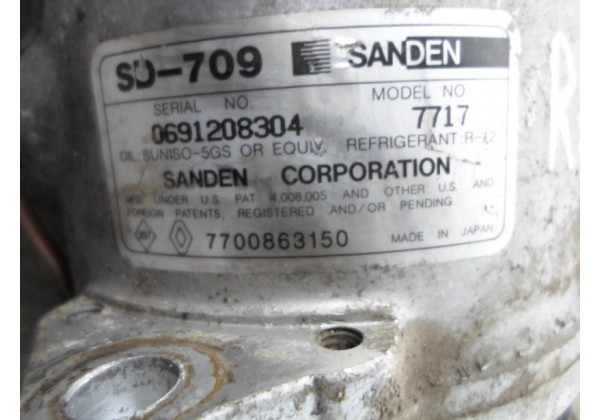 SD-709 SANDEN
SERIAL NO. MODEL NO
0691208304 7717
OIL: SUNISO-5GS OR EQUIV, REFRIGERANT: R-12
SANDEN CORPORATION
MFD UNDER U.S. PAT 4,008,005 AND OTHER U.S. AND
FOREIGN PATENTS, REGISTERED AND/OR PENDING
7700863150 MADE IN JAPAN
R